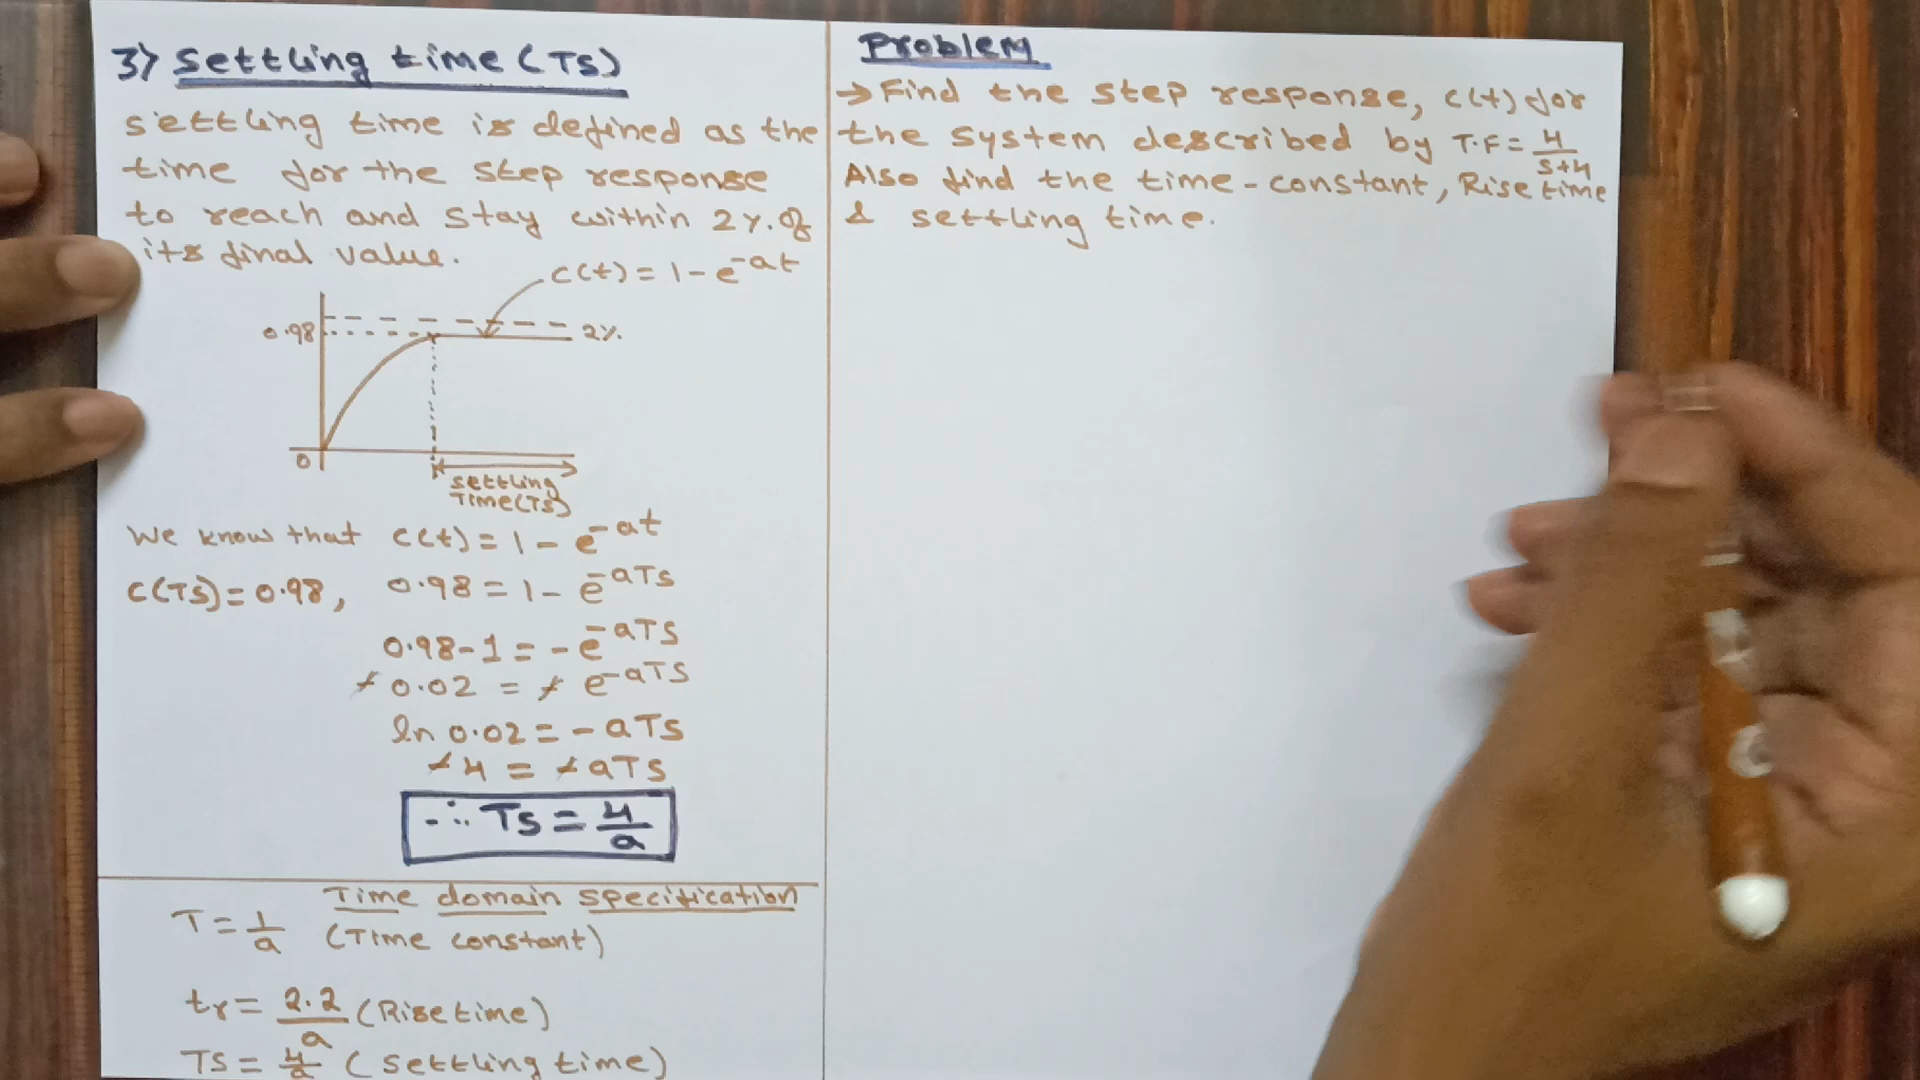 3) Settling time (Ts)
settling time is defined as the
time for the step response
to reach and stay within 2%. of
its final value.
c(t) = 1 - e^-at
0.98
2%.
0
settling
Time(Ts)
We know that c(t) = 1 - e^-at
C(Ts) = 0.98, 0.98 = 1 - e^-aTs
0.98 - 1 = - e^-aTs
- 0.02 = - e^-aTs
ln 0.02 = - aTs
- 4 = - aTs
∴ Ts = 4/a
Time domain specification
T = 1/a (Time constant)
tr = 2.2/a (Rise time)
Ts = 4/a (settling time)
Problem
→ Find the step response, c(t) for
the system described by T.F = 4/s+4
Also find the time-constant, Rise time
& settling time.